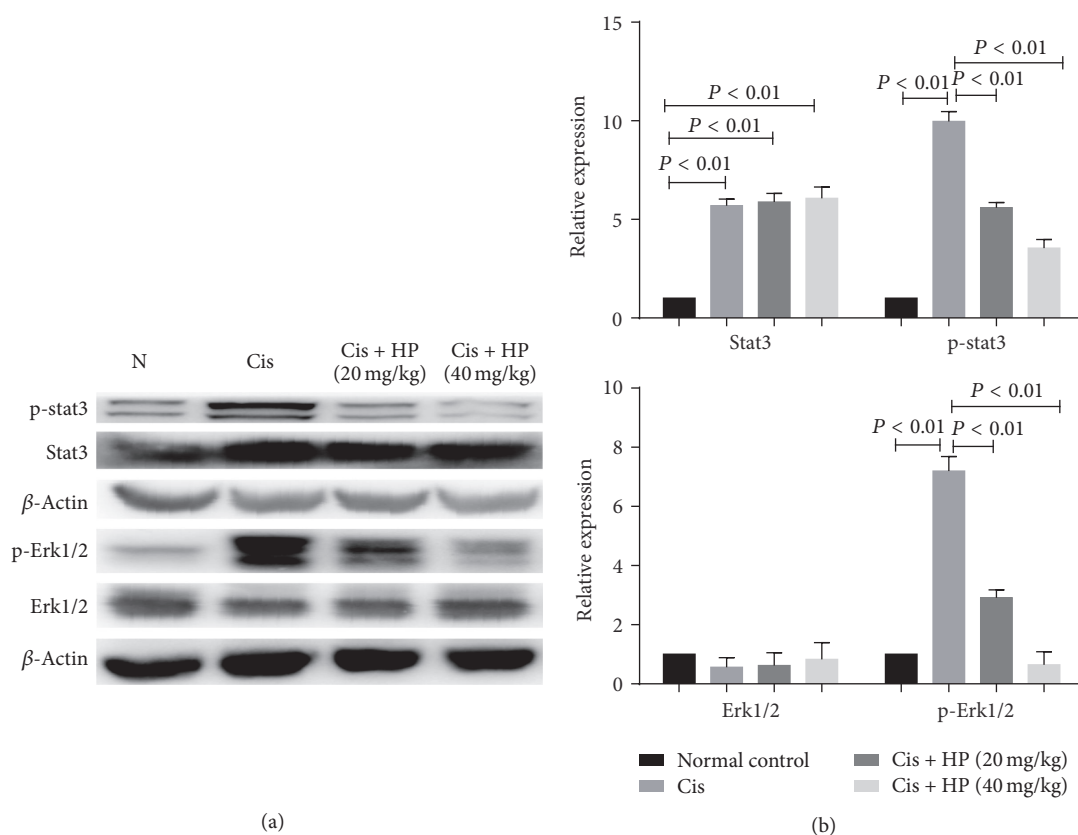 N
Cis
Cis + HP
(20 mg/kg)
Cis + HP
(40 mg/kg)
p-stat3
Stat3
β-Actin
p-Erk1/2
Erk1/2
β-Actin
(a)
15
10
5
0
Relative expression
P < 0.01
P < 0.01
P < 0.01
P < 0.01
P < 0.01
P < 0.01
Stat3
p-stat3
10
8
6
4
2
0
Relative expression
P < 0.01
P < 0.01
P < 0.01
Erk1/2
p-Erk1/2
Normal control
Cis
Cis + HP (20 mg/kg)
Cis + HP (40 mg/kg)
(b)